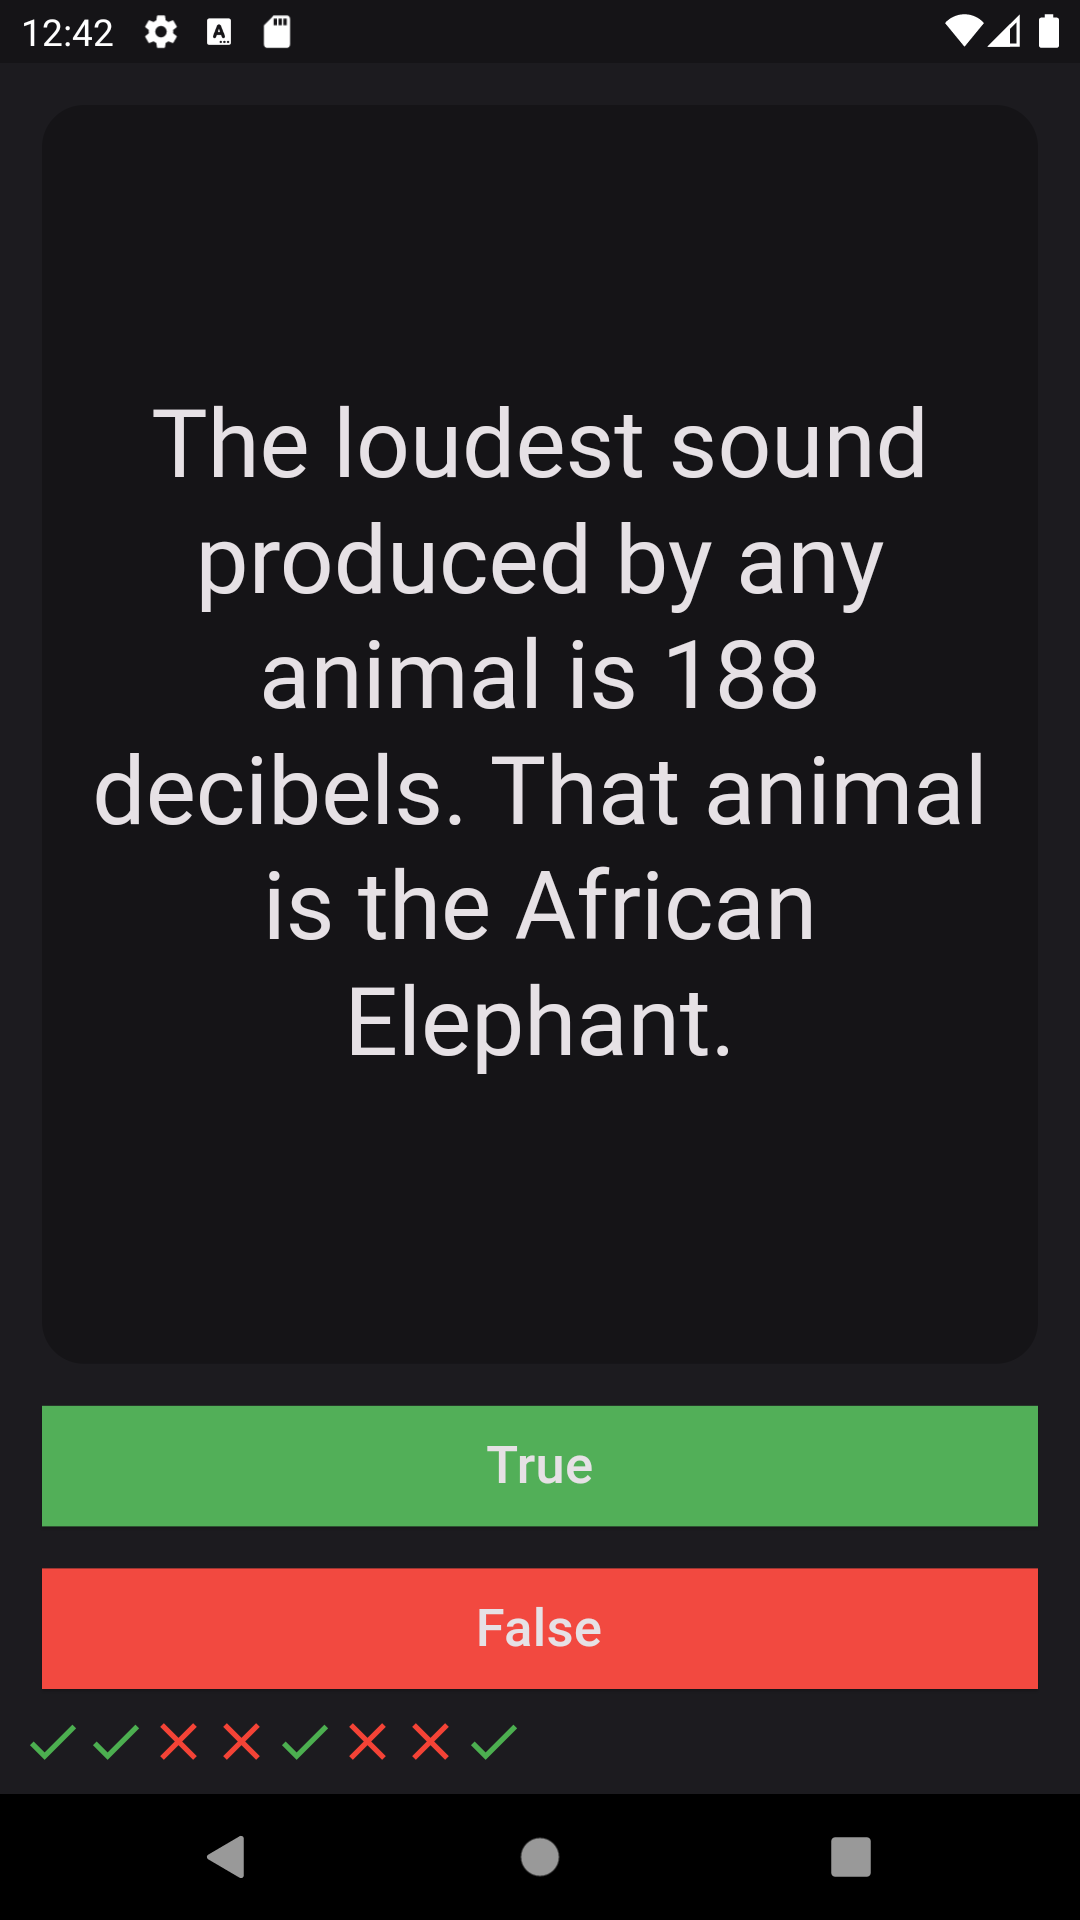 12:42
The loudest sound
produced by any
animal is 188
decibels. That animal
is the African
Elephant.
True
False